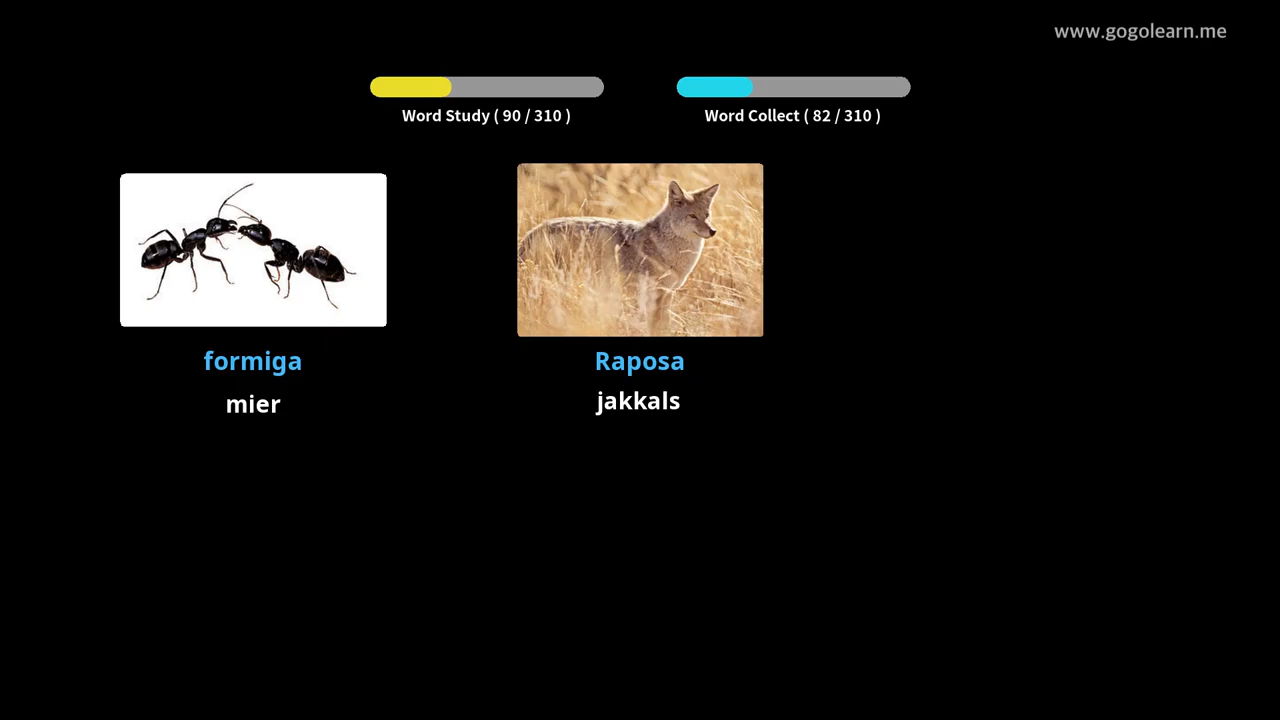 www.gogolearn.me
Word Study ( 90 / 310 )
Word Collect ( 82 / 310 )
formiga
mier
Raposa
jakkals